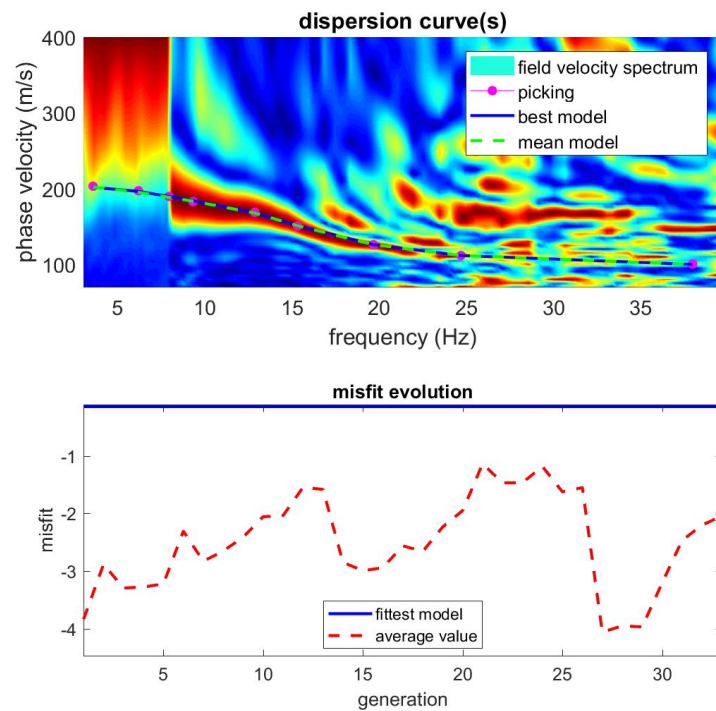 dispersion curve(s)
400
300
200
100
phase velocity (m/s)
field velocity spectrum
picking
best model
mean model
5 10 15 20 25 30 35
frequency (Hz)
misfit evolution
-1
-2
-3
-4
misfit
fittest model
average value
5 10 15 20 25 30
generation